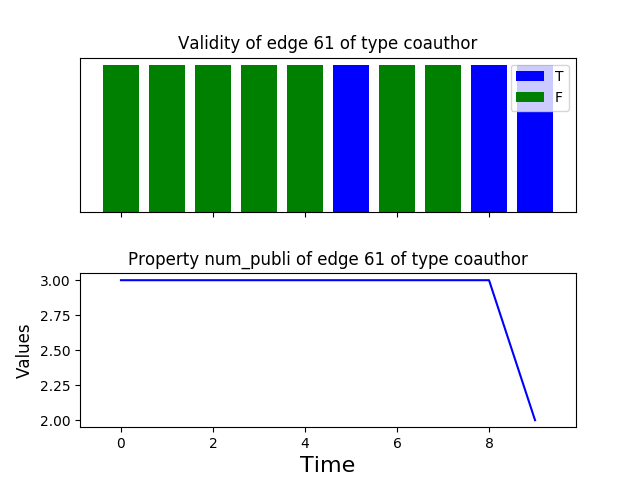 Validity of edge 61 of type coauthor
T
F
Property num_publi of edge 61 of type coauthor
3.00
2.75
2.50
2.25
2.00
Values
0 2 4 6 8
Time